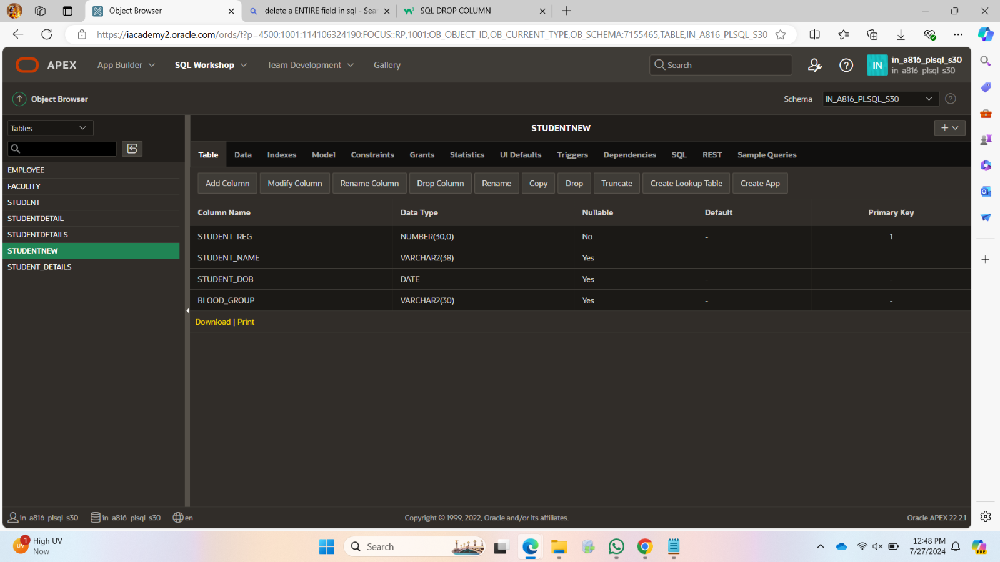 Object Browser
delete a ENTIRE field in sql - Sea
SQL DROP COLUMN
https://iacademy2.oracle.com/ords/f?p=4500:1001:114106324190:FOCUS::RP,1001:OB_OBJECT_ID,OB_CURRENT_TYPE,OB_SCHEMA:7155465,TABLE,IN_A816_PLSQL_S30
APEX App Builder SQL Workshop Team Development Gallery Search IN in_a816_plsql_s30
in_a816_plsql_s30
Object Browser Schema IN_A816_PLSQL_S30
Tables
EMPLOYEE
FACULITY
STUDENT
STUDENTDETAIL
STUDENTDETAILS
STUDENTNEW
STUDENT_DETAILS
STUDENTNEW
Table Data Indexes Model Constraints Grants Statistics UI Defaults Triggers Dependencies SQL REST Sample Queries
Add Column Modify Column Rename Column Drop Column Rename Copy Drop Truncate Create Lookup Table Create App
Column Name Data Type Nullable Default Primary Key
STUDENT_REG NUMBER(30,0) No - 1
STUDENT_NAME VARCHAR2(38) Yes - -
STUDENT_DOB DATE Yes - -
BLOOD_GROUP VARCHAR2(30) Yes - -
Download | Print
in_a816_plsql_s30 in_a816_plsql_s30 en Copyright © 1999, 2022, Oracle and/or its affiliates. Oracle APEX 22.2.1
UV 1 High UV
Now
Search
PRE
12:48 PM
7/27/2024